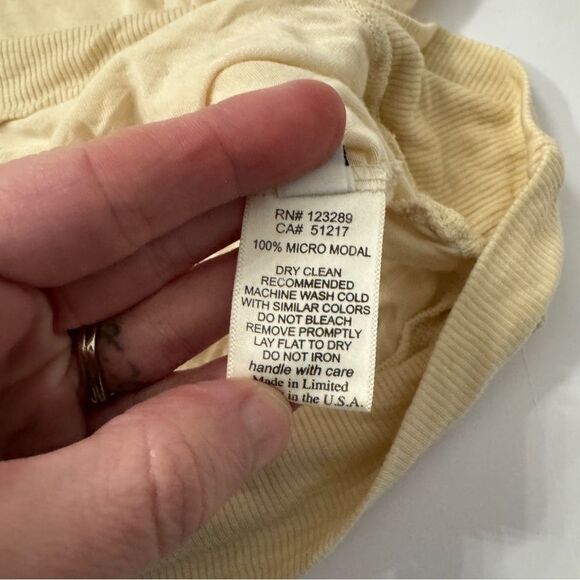 RN# 123289
CA# 51217
100% MICRO MODAL
DRY CLEAN
RECOMMENDED
MACHINE WASH COLD
WITH SIMILAR COLORS
DO NOT BLEACH
REMOVE PROMPTLY
LAY FLAT TO DRY
DO NOT IRON
handle with care
Made in Limited
in the U.S.A.